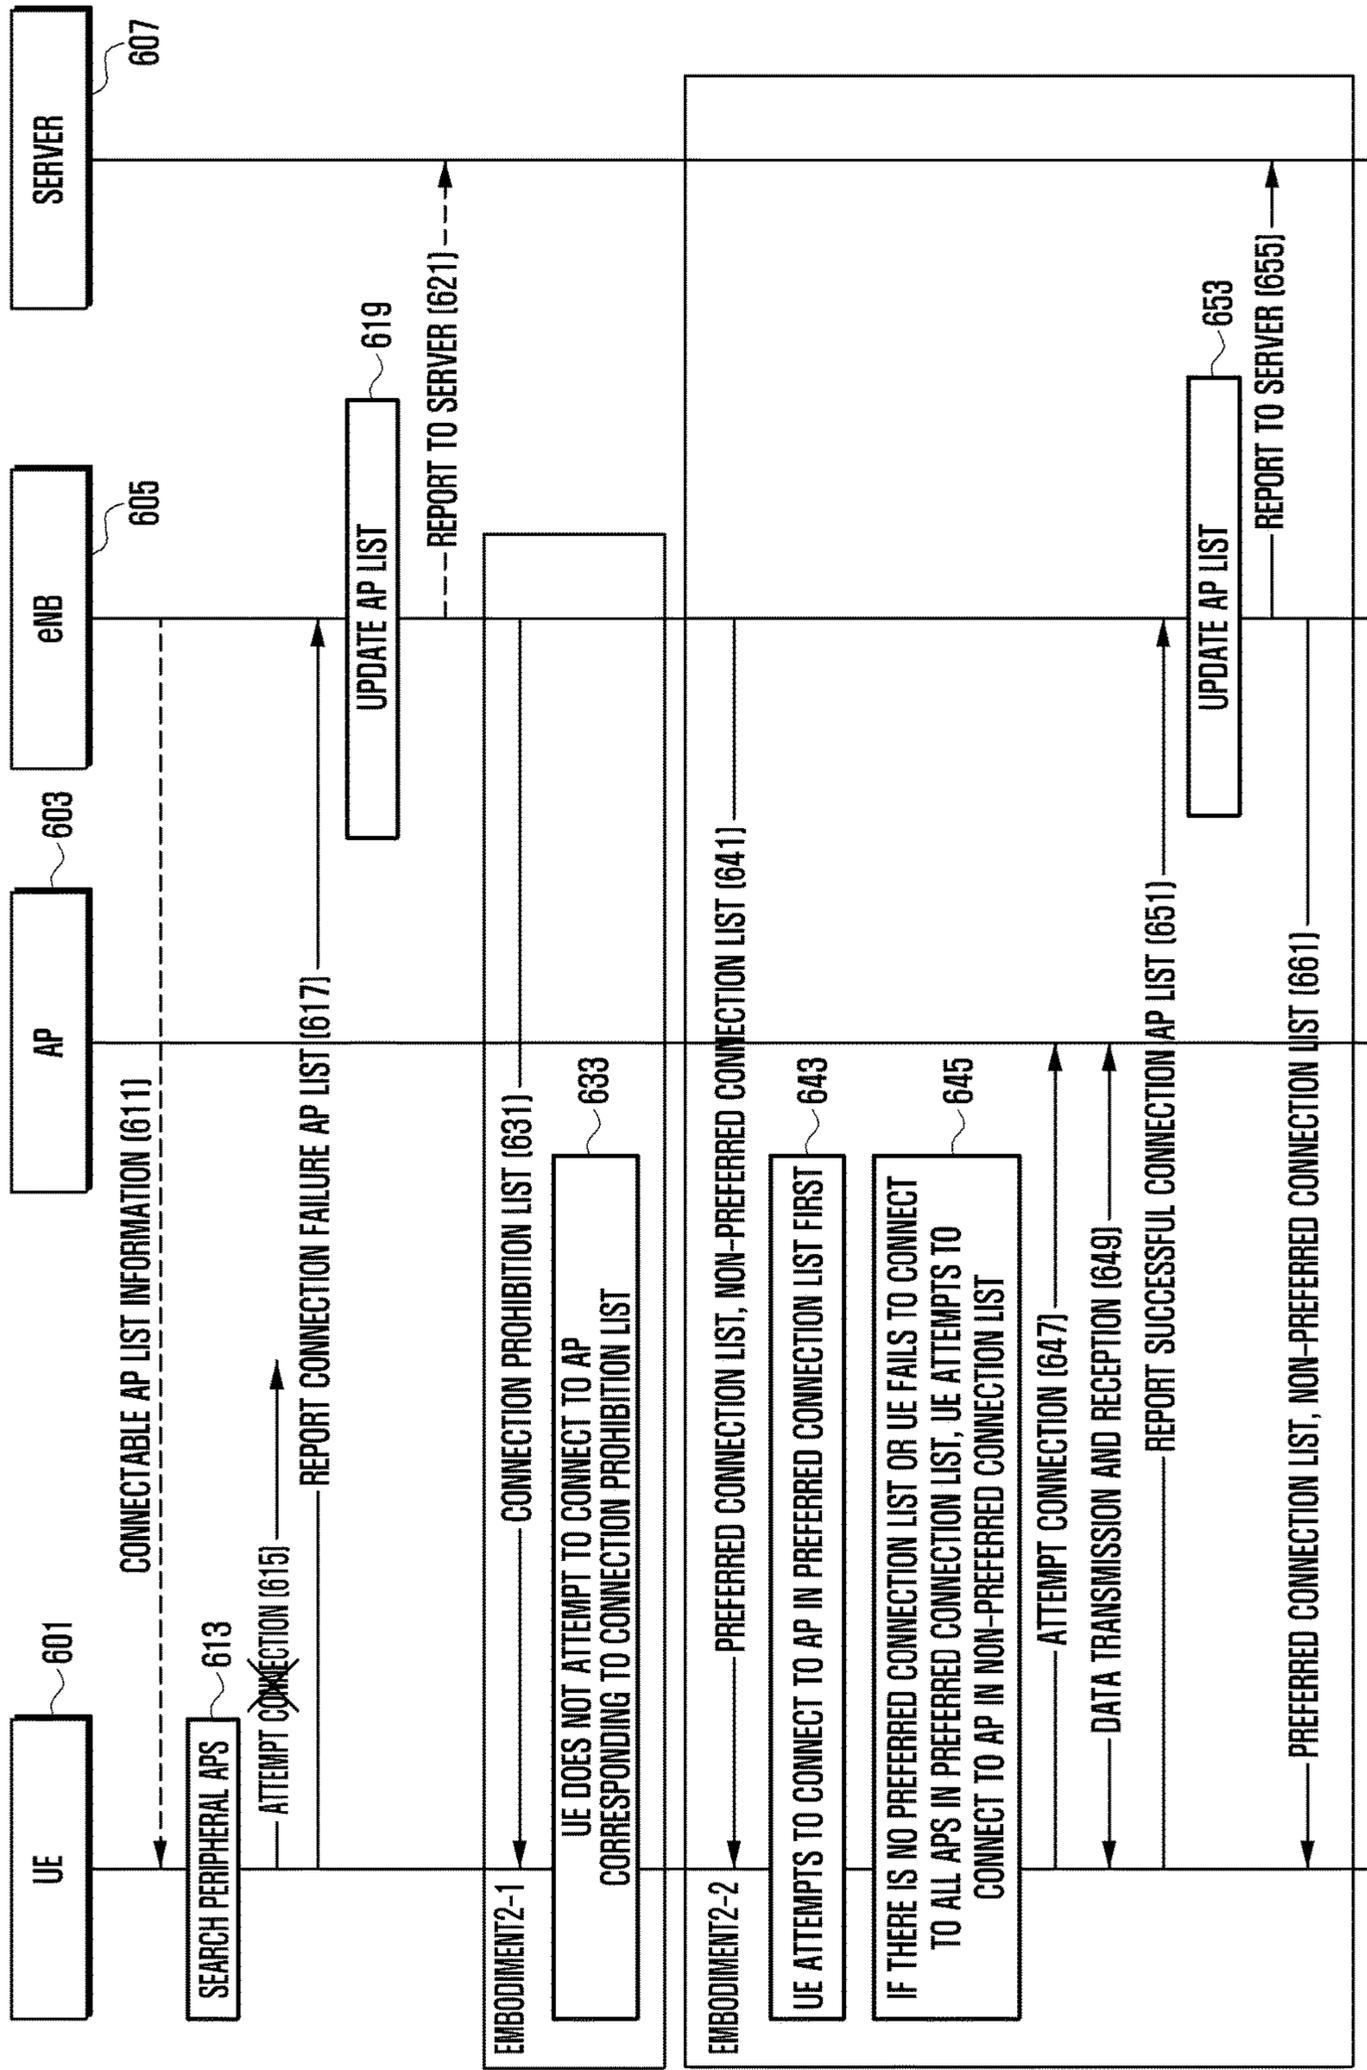 UE
601
AP
603
eNB
605
SERVER
607
CONNECTABLE AP LIST INFORMATION (611)
SEARCH PERIPHERAL APS
613
ATTEMPT CONNECTION (615)
REPORT CONNECTION FAILURE AP LIST (617)
UPDATE AP LIST
619
REPORT TO SERVER (621)
EMBODIMENT2-1
CONNECTION PROHIBITION LIST (631)
UE DOES NOT ATTEMPT TO CONNECT TO AP
CORRESPONDING TO CONNECTION PROHIBITION LIST
633
EMBODIMENT2-2
PREFERRED CONNECTION LIST, NON-PREFERRED CONNECTION LIST (641)
UE ATTEMPTS TO CONNECT TO AP IN PREFERRED CONNECTION LIST FIRST
643
IF THERE IS NO PREFERRED CONNECTION LIST OR UE FAILS TO CONNECT
TO ALL APS IN PREFERRED CONNECTION LIST, UE ATTEMPTS TO
CONNECT TO AP IN NON-PREFERRED CONNECTION LIST
645
ATTEMPT CONNECTION (647)
DATA TRANSMISSION AND RECEPTION (649)
REPORT SUCCESSFUL CONNECTION AP LIST (651)
UPDATE AP LIST
653
REPORT TO SERVER (655)
PREFERRED CONNECTION LIST, NON-PREFERRED CONNECTION LIST (661)